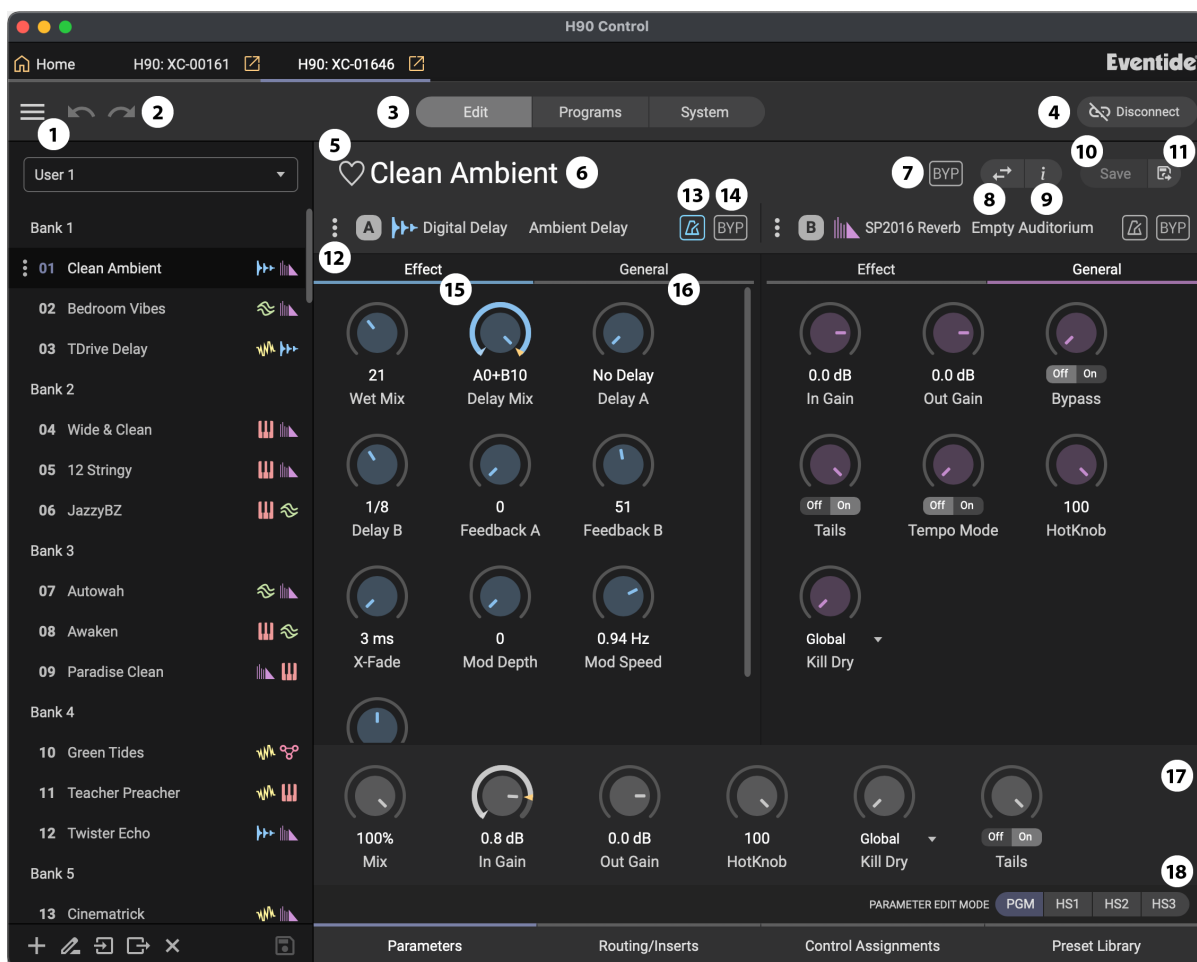 H90 Control
Home H90: XC-00161 H90: XC-01646 Eventide
1 2 3 Edit Programs System 4 Disconnect
User 1
Bank 1
01 Clean Ambient
02 Bedroom Vibes
03 TDrive Delay
Bank 2
04 Wide & Clean
05 12 Stringy
06 JazzyBZ
Bank 3
07 Autowah
08 Awaken
09 Paradise Clean
Bank 4
10 Green Tides
11 Teacher Preacher
12 Twister Echo
Bank 5
13 Cinematrick
5 Clean Ambient 6 7 BYP 8 i 9 10 Save 11
12 A Digital Delay Ambient Delay 13 BYP 14
B SP2016 Reverb Empty Auditorium BYP
Effect 15 General 16
21 A0+B10 No Delay
Wet Mix Delay Mix Delay A
1/8 0 51
Delay B Feedback A Feedback B
3 ms 0 0.94 Hz
X-Fade Mod Depth Mod Speed
Effect General
0.0 dB 0.0 dB Off On
In Gain Out Gain Bypass
Off On Off On 100
Tails Tempo Mode HotKnob
Global
Kill Dry
17
100% 0.8 dB 0.0 dB 100 Global Off On
Mix In Gain Out Gain HotKnob Kill Dry Tails
18
PARAMETER EDIT MODE PGM HS1 HS2 HS3
Parameters Routing/Inserts Control Assignments Preset Library